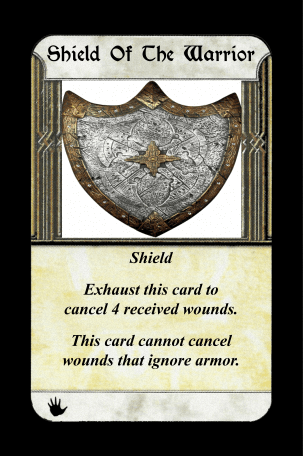 Shield Of The Warrior
Shield
Exhaust this card to
cancel 4 received wounds.
This card cannot cancel
wounds that ignore armor.